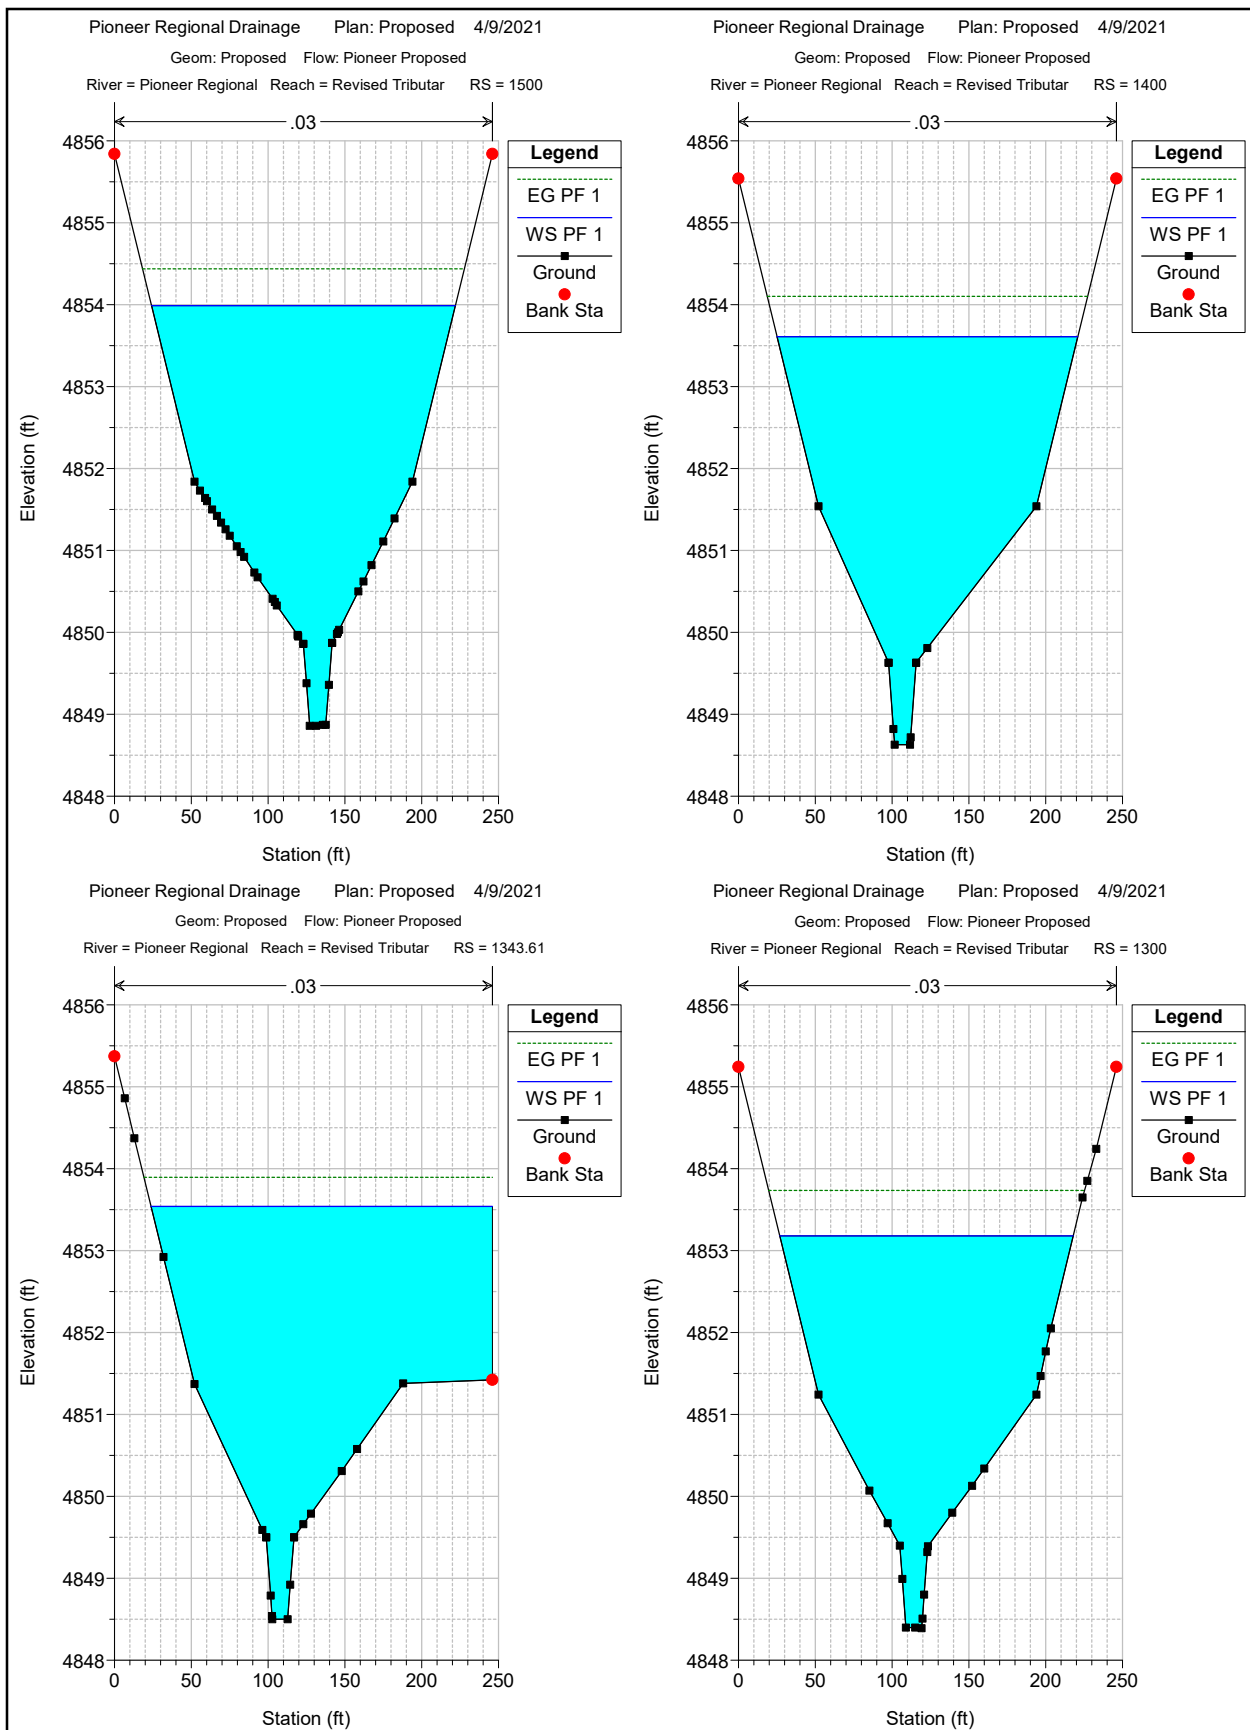 Pioneer Regional Drainage Plan: Proposed 4/9/2021
Geom: Proposed Flow: Pioneer Proposed
River = Pioneer Regional Reach = Revised Tributar RS = 1500
.03
4856
4855
4854
4853
4852
4851
4850
4849
4848
Elevation (ft)
0 50 100 150 200 250
Station (ft)
Legend
EG PF 1
WS PF 1
Ground
Bank Sta
Pioneer Regional Drainage Plan: Proposed 4/9/2021
Geom: Proposed Flow: Pioneer Proposed
River = Pioneer Regional Reach = Revised Tributar RS = 1400
.03
4856
4855
4854
4853
4852
4851
4850
4849
4848
Elevation (ft)
0 50 100 150 200 250
Station (ft)
Legend
EG PF 1
WS PF 1
Ground
Bank Sta
Pioneer Regional Drainage Plan: Proposed 4/9/2021
Geom: Proposed Flow: Pioneer Proposed
River = Pioneer Regional Reach = Revised Tributar RS = 1343.61
.03
4856
4855
4854
4853
4852
4851
4850
4849
4848
Elevation (ft)
0 50 100 150 200 250
Station (ft)
Legend
EG PF 1
WS PF 1
Ground
Bank Sta
Pioneer Regional Drainage Plan: Proposed 4/9/2021
Geom: Proposed Flow: Pioneer Proposed
River = Pioneer Regional Reach = Revised Tributar RS = 1300
.03
4856
4855
4854
4853
4852
4851
4850
4849
4848
Elevation (ft)
0 50 100 150 200 250
Station (ft)
Legend
EG PF 1
WS PF 1
Ground
Bank Sta